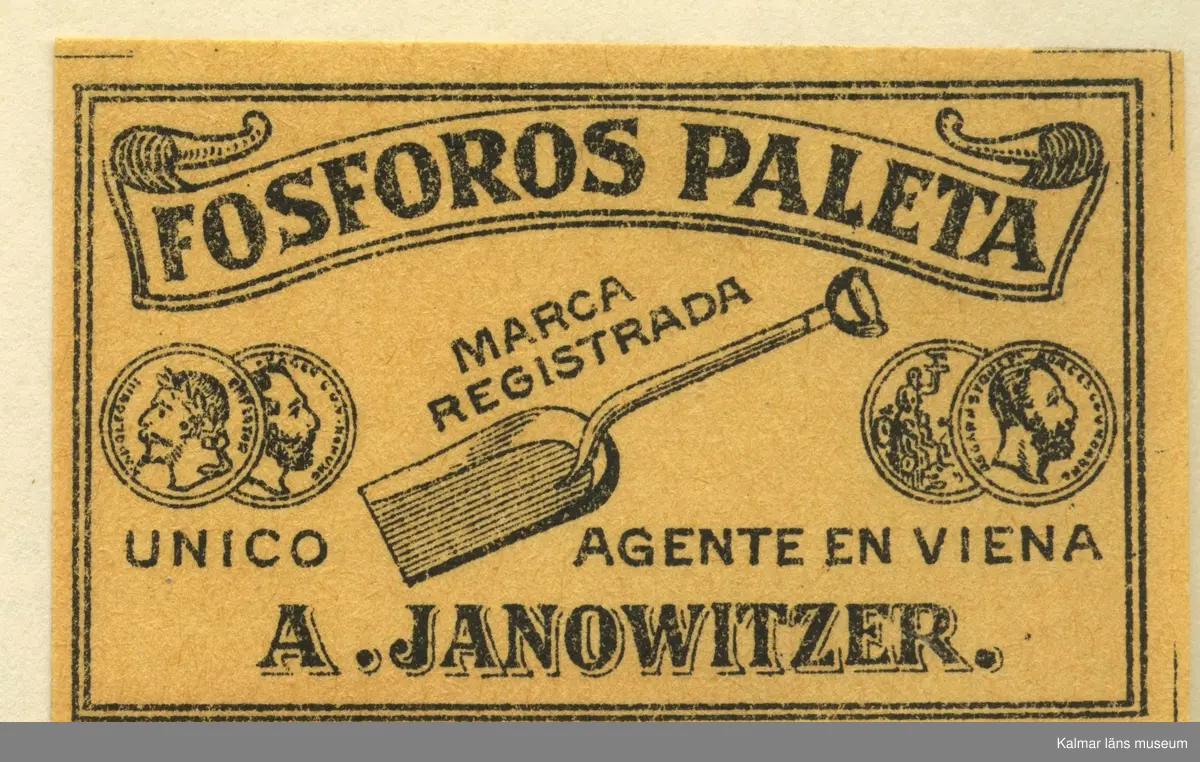 FOSFOROS PALETA
MARCA
REGISTRADA
UNICO
AGENTE EN VIENA
A. JANOWITZER.
Kalmar läns museum